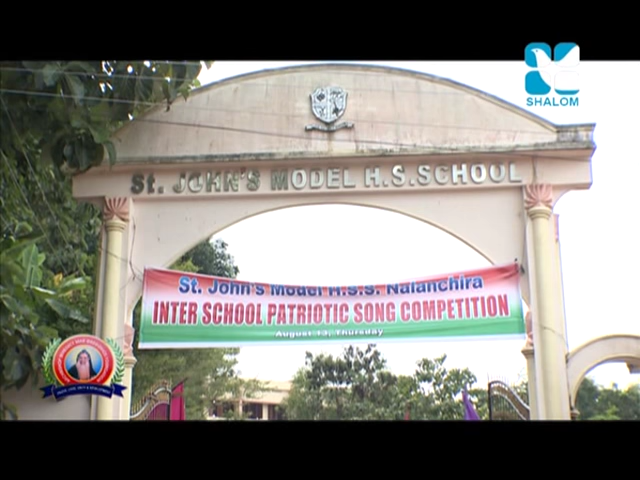 SHALOM
St. JOHN'S MODEL H.S.SCHOOL
St. John's Model H.S.S. Nalanchira
INTER SCHOOL PATRIOTIC SONG COMPETITION
August 13, Thursday